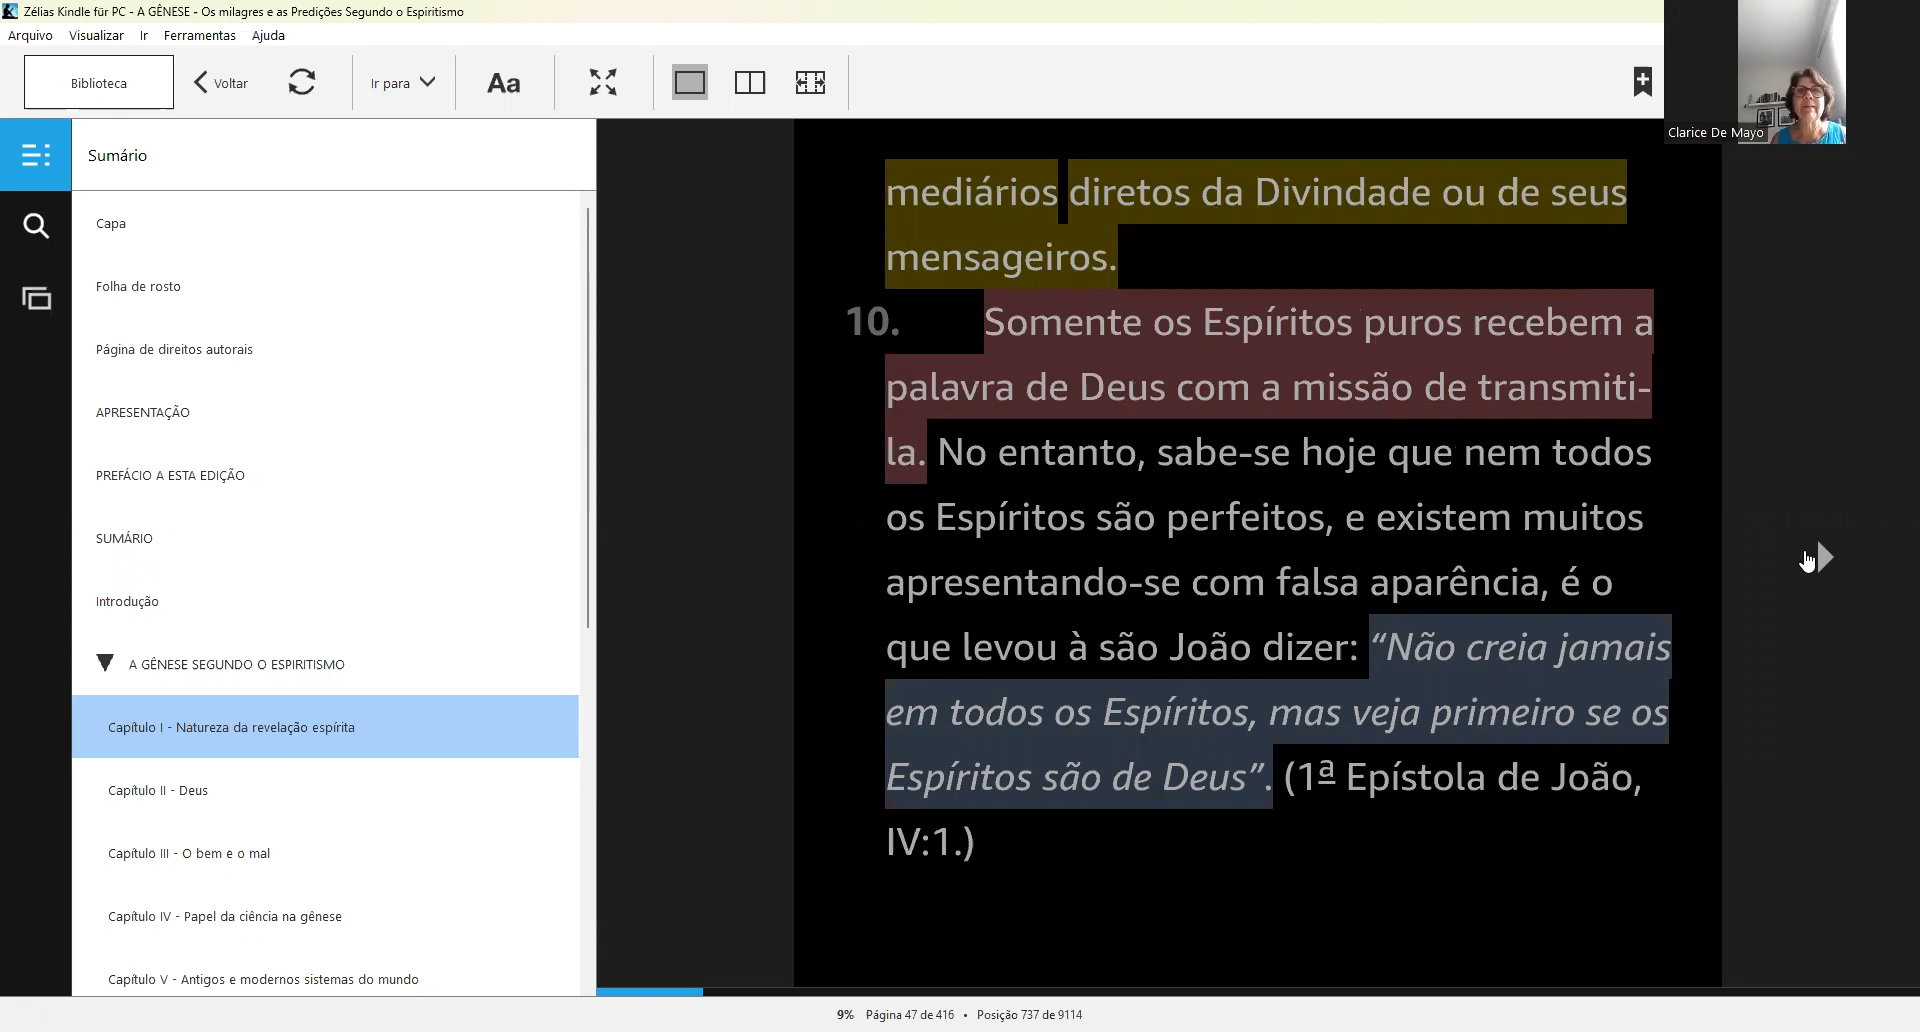 Zélias Kindle für PC - A GÊNESE - Os milagres e as Predições Segundo o Espiritismo
Arquivo Visualizar Ir Ferramentas Ajuda
Biblioteca Voltar Ir para Aa
Clarice De Mayo
Sumário
Capa
Folha de rosto
Página de direitos autorais
APRESENTAÇÃO
PREFÁCIO A ESTA EDIÇÃO
SUMÁRIO
Introdução
A GÊNESE SEGUNDO O ESPIRITISMO
Capítulo I - Natureza da revelação espírita
Capítulo II - Deus
Capítulo III - O bem e o mal
Capítulo IV - Papel da ciência na gênese
Capítulo V - Antigos e modernos sistemas do mundo
mediários diretos da Divindade ou de seus
mensageiros.
10. Somente os Espíritos puros recebem a
palavra de Deus com a missão de transmiti-
la. No entanto, sabe-se hoje que nem todos
os Espíritos são perfeitos, e existem muitos
apresentando-se com falsa aparência, é o
que levou à são João dizer: “Não creia jamais
em todos os Espíritos, mas veja primeiro se os
Espíritos são de Deus”. (1ª Epístola de João,
IV:1.)
9% Página 47 de 416 • Posição 737 de 9114